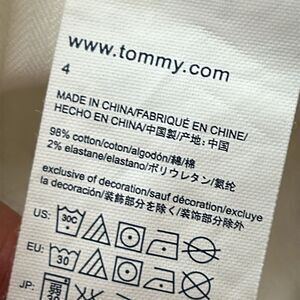 www.tommy.com
4
MADE IN CHINA/FABRIQUÉ EN CHINE/
HECHO EN CHINA/中国製/产地: 中国
98% cotton/coton/algodón/綿/棉
2% elastane/elastano/ポリウレタン/氨纶
exclusive of decoration/sauf décoration/excluye
la decoración/装飾部分を除く/装饰部分除外
US: 30C
EU: 30
JP: 弱